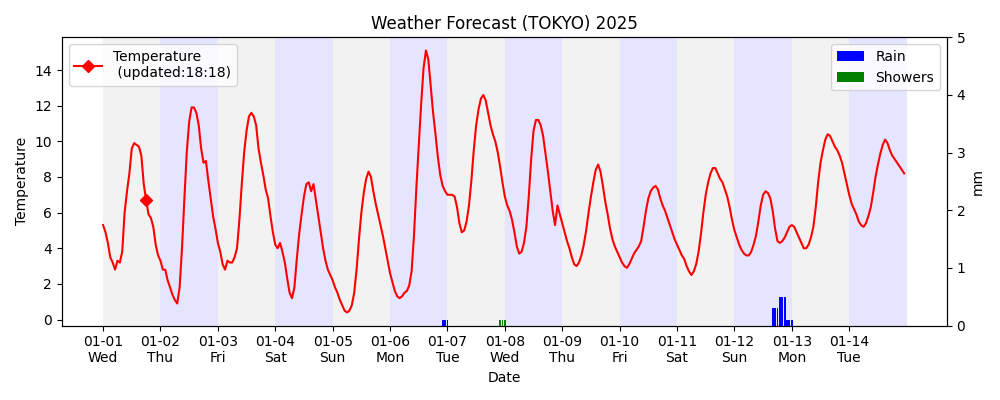 Weather Forecast (TOKYO) 2025
Temperature
(updated:18:18)
Rain
Showers
Temperature
14
12
10
8
6
4
2
0
5
4
3
2
1
0
mm
01-01 01-02 01-03 01-04 01-05 01-06 01-07 01-08 01-09 01-10 01-11 01-12 01-13 01-14
Wed Thu Fri Sat Sun Mon Tue Wed Thu Fri Sat Sun Mon Tue
Date